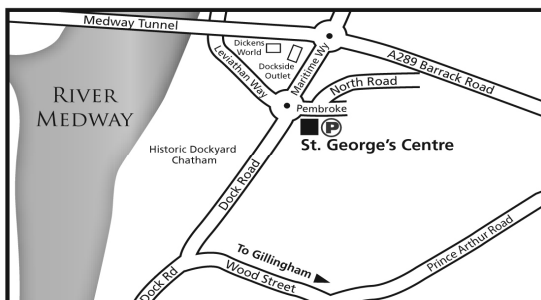 Medway Tunnel
Dickens
World
Dockside
Outlet
Maritime Wy
Leviathan Way
A289 Barrack Road
North Road
Pembroke
P
St. George's Centre
RIVER
MEDWAY
Historic Dockyard
Chatham
Dock Road
To Gillingham
Wood Street
Prince Arthur Road
Dock Rd